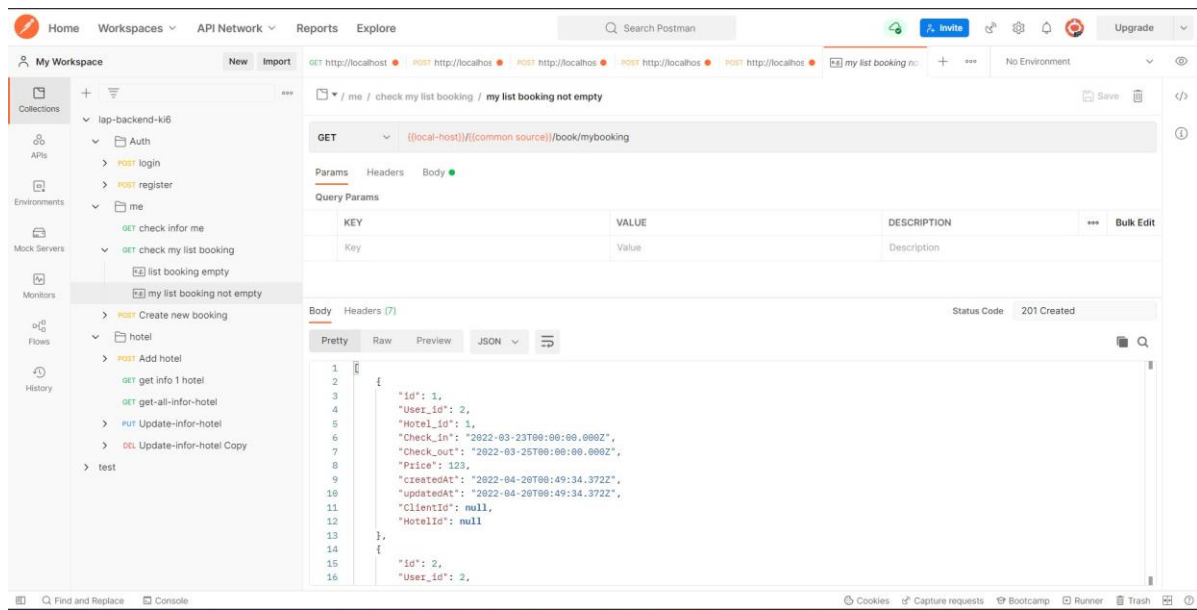 Home Workspaces API Network Reports Explore Search Postman Invite Upgrade
My Workspace New Import GET http://localhost POST http://localhos POST http://localhos POST http://localhos POST http://localhos e.g. my list booking no + ooo No Environment
Collections
APIs
Environments
Mock Servers
Monitors
Flows
History
lap-backend-ki6
Auth
POST login
POST register
me
GET check infor me
GET check my list booking
e.g. list booking empty
e.g. my list booking not empty
POST Create new booking
hotel
POST Add hotel
GET get info 1 hotel
GET get-all-infor-hotel
PUT Update-infor-hotel
DEL Update-infor-hotel Copy
test
/ me / check my list booking / my list booking not empty Save
GET {{local-host}}/{{common source}}/book/mybooking
Params Headers Body
Query Params
KEY VALUE DESCRIPTION ooo Bulk Edit
Key Value Description
Body Headers (7) Status Code 201 Created
Pretty Raw Preview JSON
1 [
2 {
3 "id": 1,
4 "User_id": 2,
5 "Hotel_id": 1,
6 "Check_in": "2022-03-23T00:00:00.000Z",
7 "Check_out": "2022-03-25T00:00:00.000Z",
8 "Price": 123,
9 "createdAt": "2022-04-20T00:49:34.372Z",
10 "updatedAt": "2022-04-20T00:49:34.372Z",
11 "ClientId": null,
12 "HotelId": null
13 },
14 {
15 "id": 2,
16 "User_id": 2,
Find and Replace Console Cookies Capture requests Bootcamp Runner Trash